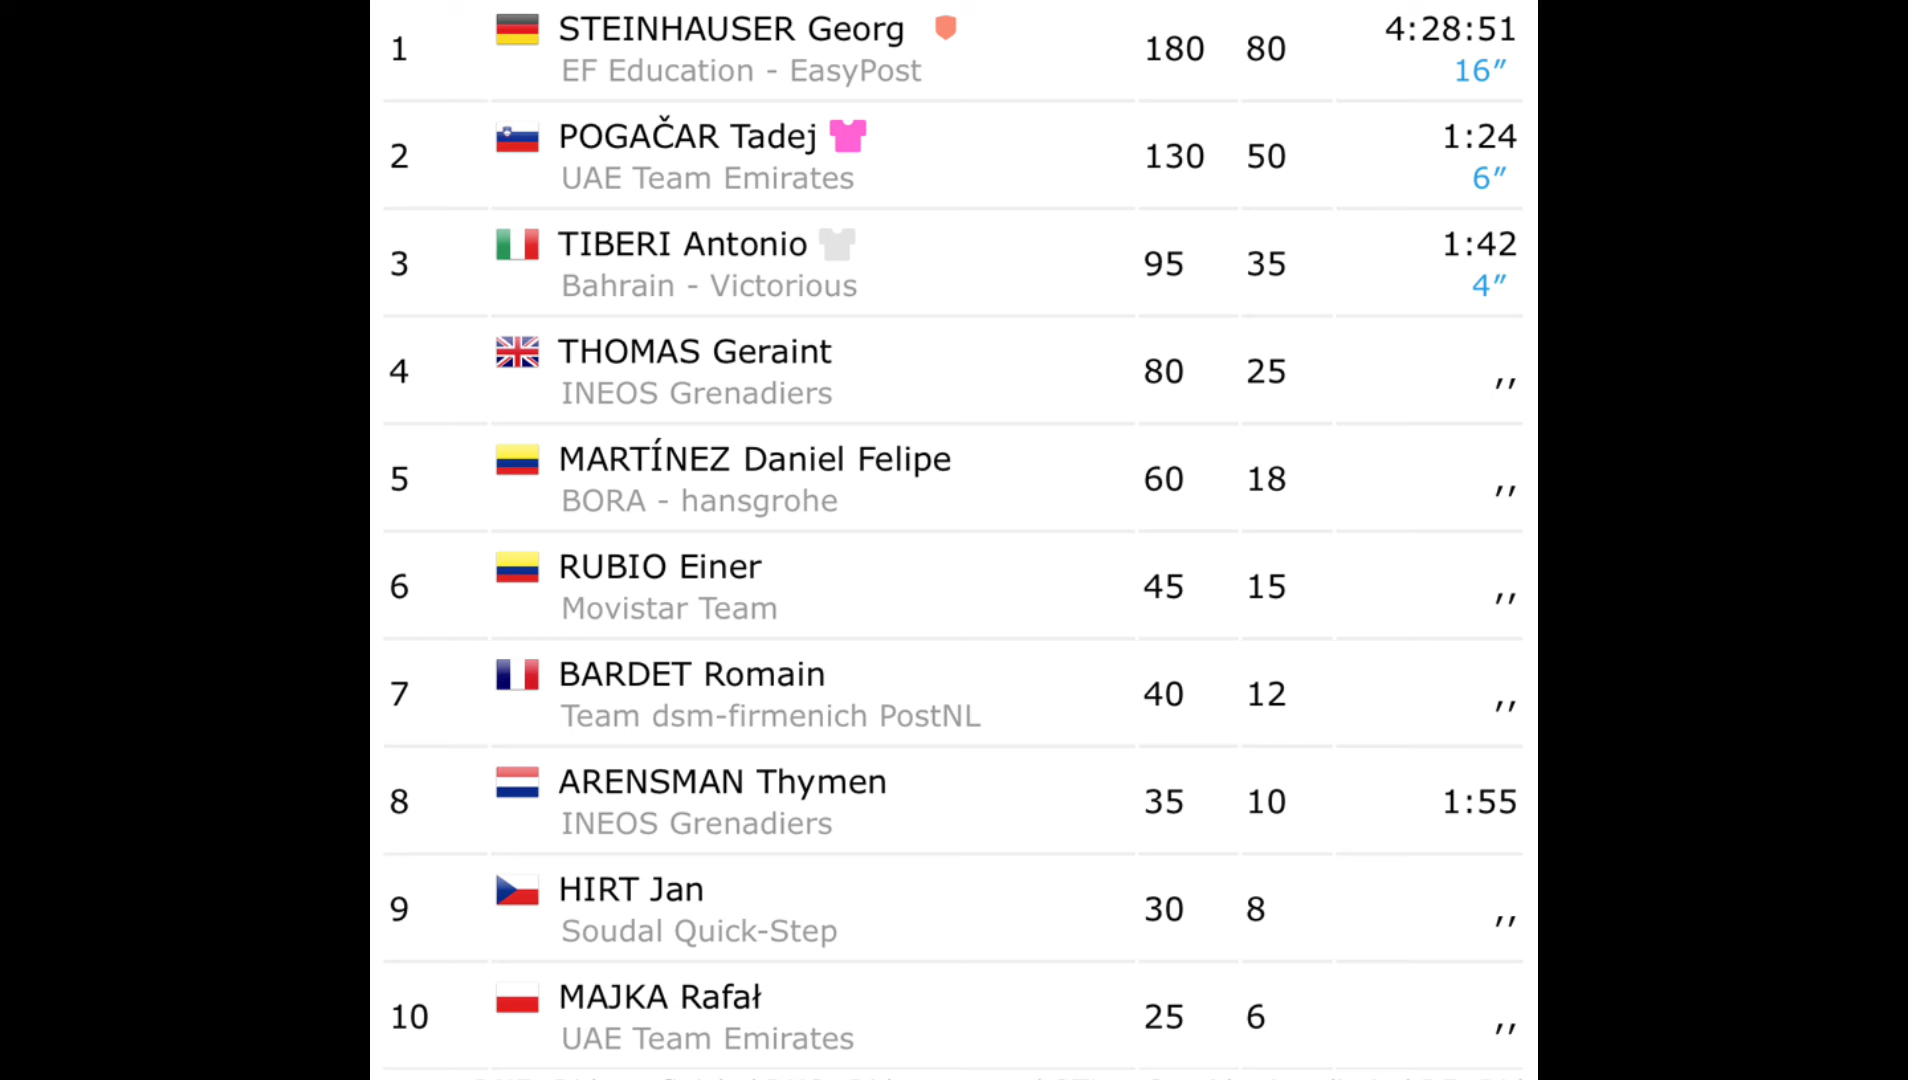 1 STEINHAUSER Georg 180 80 4:28:51
EF Education - EasyPost 16″
2 POGAČAR Tadej 130 50 1:24
UAE Team Emirates 6″
3 TIBERI Antonio 95 35 1:42
Bahrain - Victorious 4″
4 THOMAS Geraint 80 25 ,,
INEOS Grenadiers
5 MARTÍNEZ Daniel Felipe 60 18 ,,
BORA - hansgrohe
6 RUBIO Einer 45 15 ,,
Movistar Team
7 BARDET Romain 40 12 ,,
Team dsm-firmenich PostNL
8 ARENSMAN Thymen 35 10 1:55
INEOS Grenadiers
9 HIRT Jan 30 8 ,,
Soudal Quick-Step
10 MAJKA Rafał 25 6 ,,
UAE Team Emirates